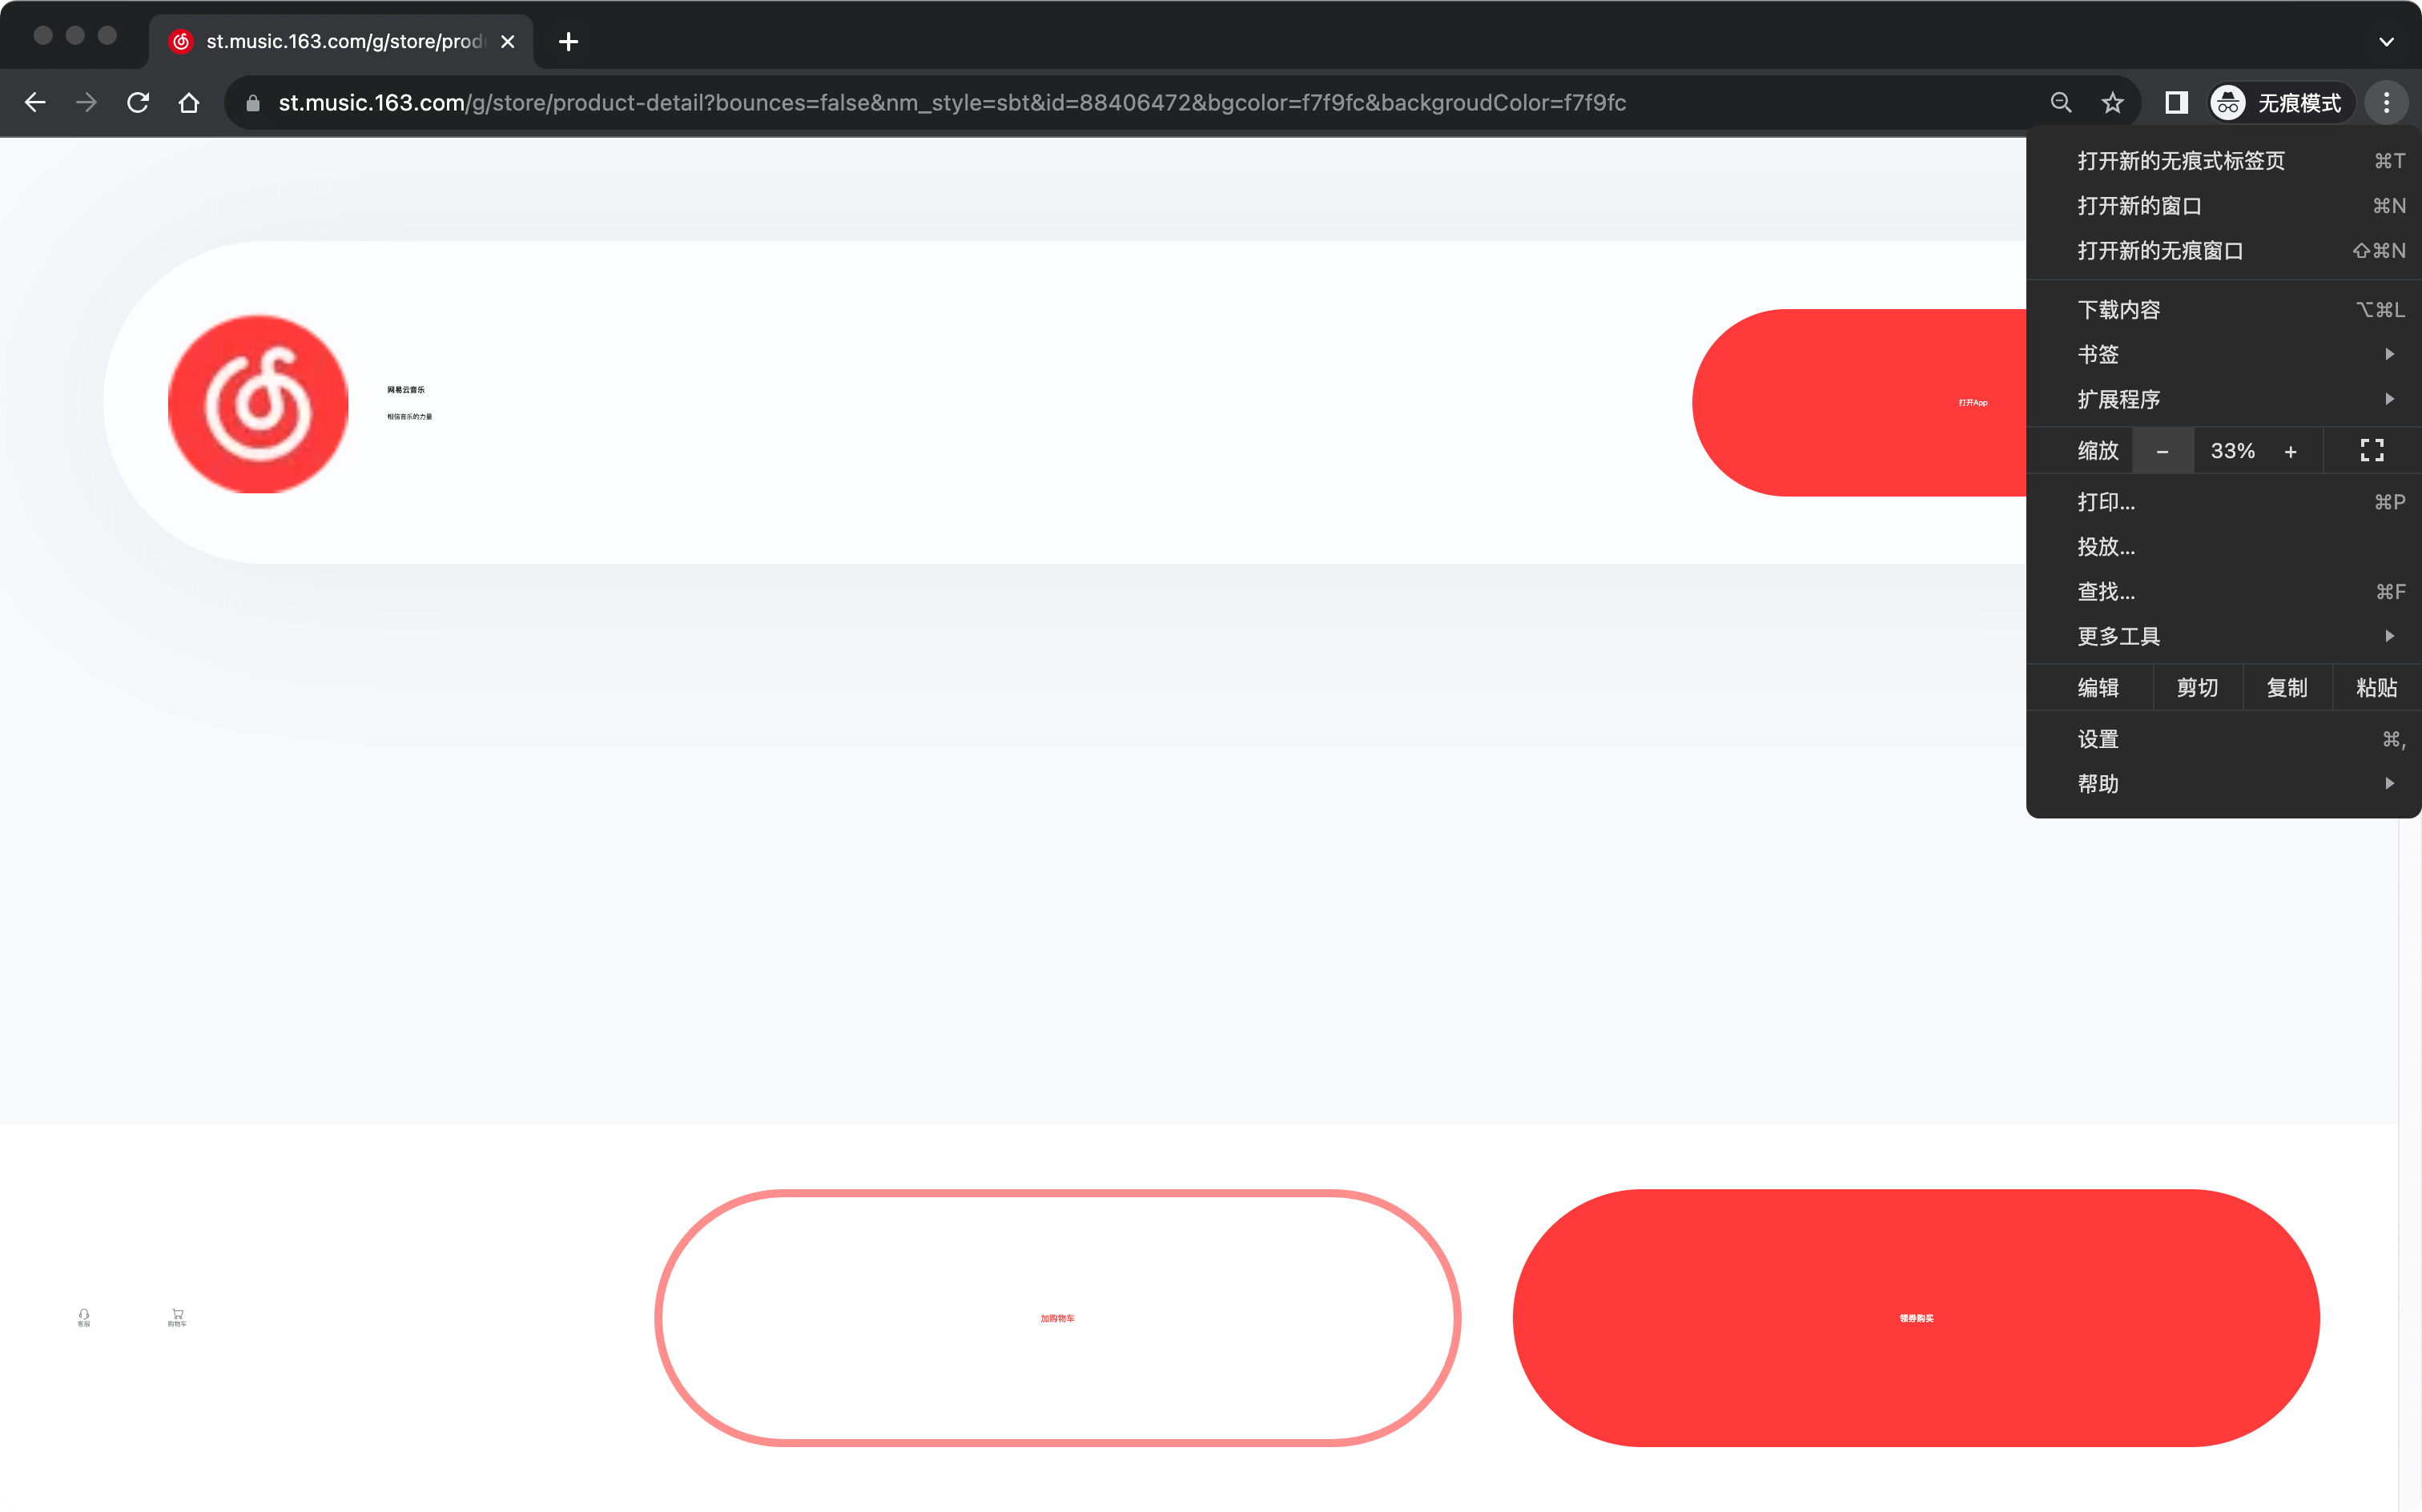 st.music.163.com/g/store/prod
st.music.163.com/g/store/product-detail?bounces=false&nm_style=sbt&id=88406472&bgcolor=f7f9fc&backgroudColor=f7f9fc
无痕模式
打开新的无痕式标签页 ⌘T
打开新的窗口 ⌘N
打开新的无痕窗口 ⇧⌘N
下载内容 ⌥⌘L
书签
扩展程序
缩放 – 33% +
打印... ⌘P
投放...
查找... ⌘F
更多工具
编辑 剪切 复制 粘贴
设置 ⌘,
帮助
网易云音乐
相信音乐的力量
打开App
客服
购物车
加购物车
领券购买